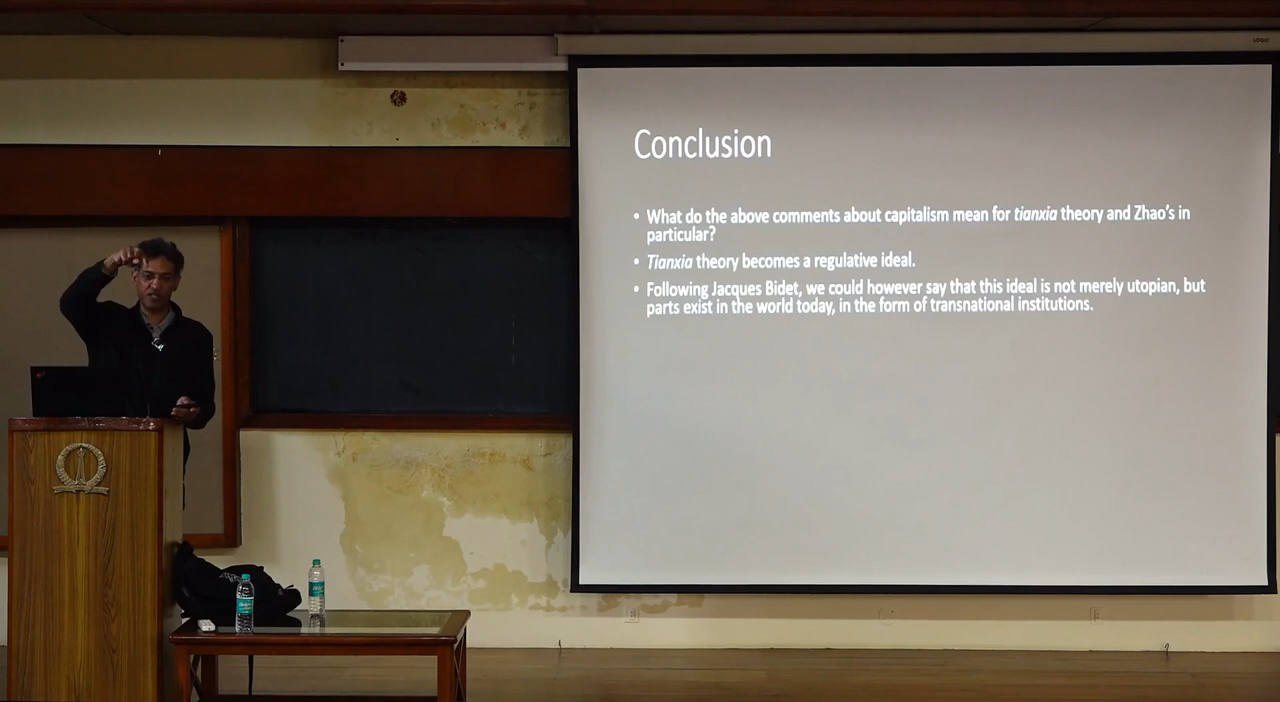 Conclusion
• What do the above comments about capitalism mean for tianxia theory and Zhao's in
particular?
• Tianxia theory becomes a regulative ideal.
• Following Jacques Bidet, we could however say that this ideal is not merely utopian, but
parts exist in the world today, in the form of transnational institutions.